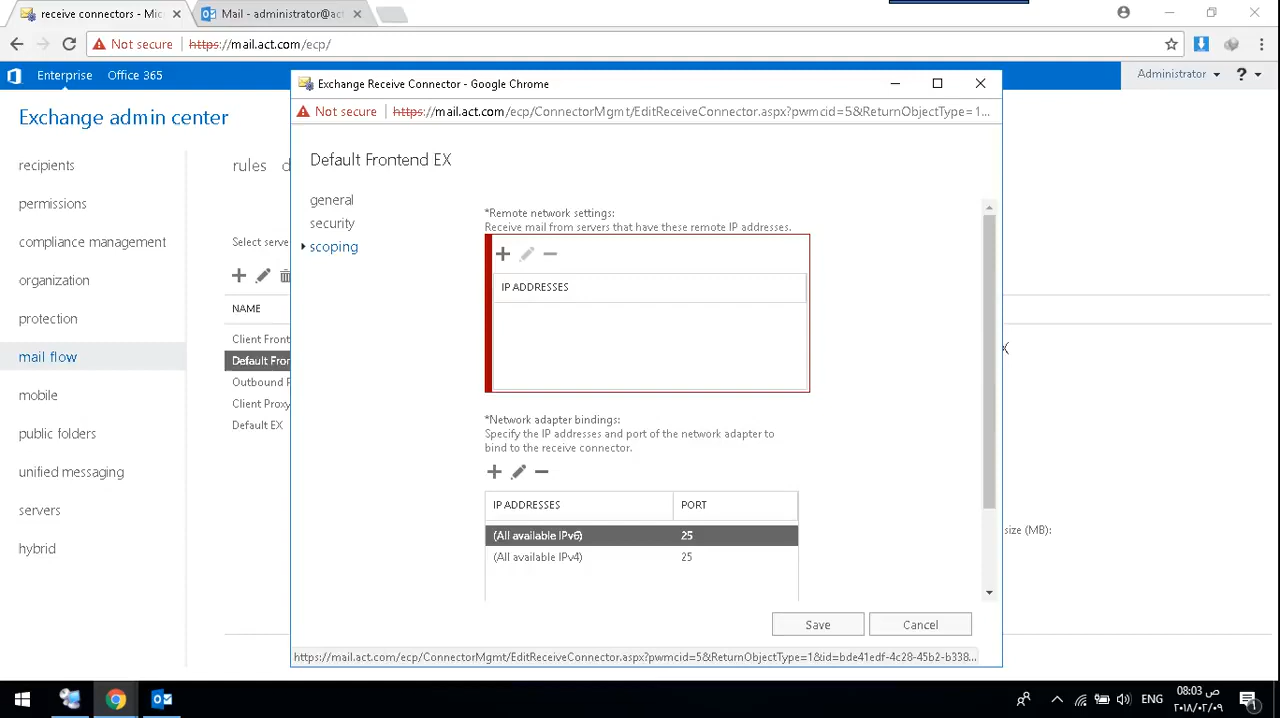 receive connectors - Mic
Mail - administrator@act
Not secure
https://mail.act.com/ecp/
Enterprise
Office 365
Administrator
?
Exchange admin center
recipients
permissions
compliance management
organization
protection
mail flow
mobile
public folders
unified messaging
servers
hybrid
rules
d
Select serve
NAME
Client Front
Default Fron
Outbound P
Client Proxy
Default EX
X
size (MB):
Exchange Receive Connector - Google Chrome
Not secure
https://mail.act.com/ecp/ConnectorMgmt/EditReceiveConnector.aspx?pwmcid=5&ReturnObjectType=1...
Default Frontend EX
general
security
scoping
*Remote network settings:
Receive mail from servers that have these remote IP addresses.
IP ADDRESSES
*Network adapter bindings:
Specify the IP addresses and port of the network adapter to
bind to the receive connector.
IP ADDRESSES PORT
(All available IPv6) 25
(All available IPv4) 25
Save
Cancel
https://mail.act.com/ecp/ConnectorMgmt/EditReceiveConnector.aspx?pwmcid=5&ReturnObjectType=1&id=bde41edf-4c28-45b2-b338...
ENG
08:03 ص
٢٠١٨/٠٢/٠٩
1